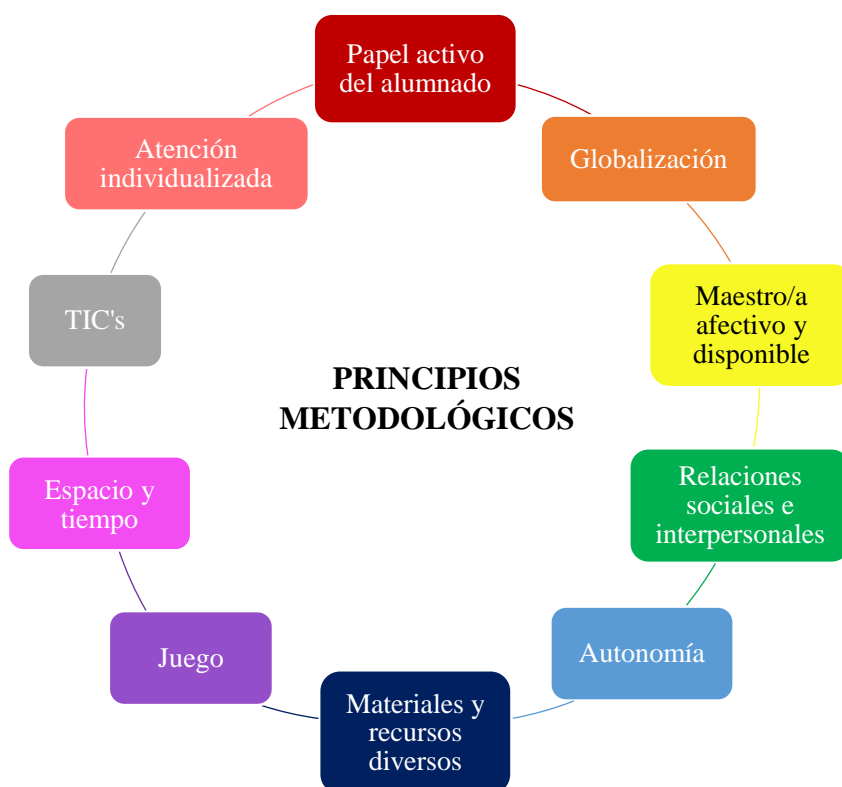 Papel activo
del alumnado
Globalización
Maestro/a
afectivo y
disponible
Relaciones
sociales e
interpersonales
Autonomía
Materiales y
recursos
diversos
Juego
Espacio y
tiempo
TIC's
Atención
individualizada
PRINCIPIOS
METODOLÓGICOS